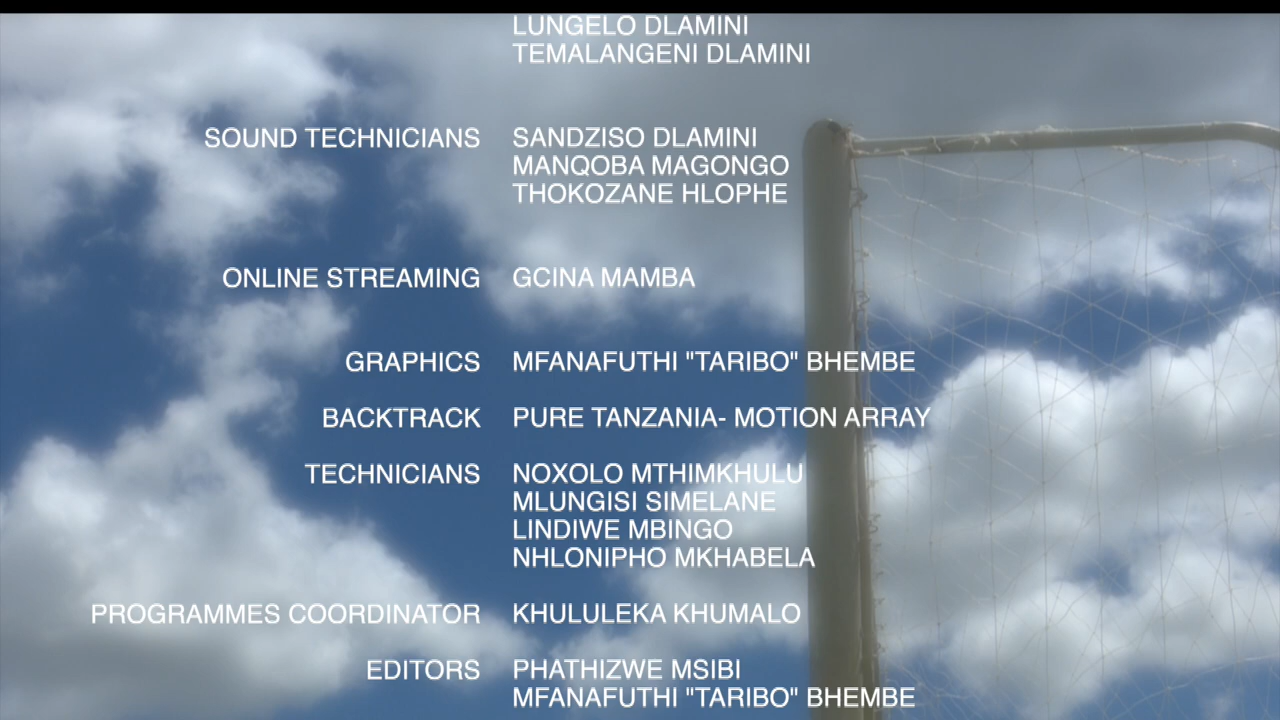 LUNGELO DLAMINI
TEMALANGENI DLAMINI
SOUND TECHNICIANS SANDZISO DLAMINI
MANQOBA MAGONGO
THOKOZANE HLOPHE
ONLINE STREAMING GCINA MAMBA
GRAPHICS MFANAFUTHI "TARIBO" BHEMBE
BACKTRACK PURE TANZANIA- MOTION ARRAY
TECHNICIANS NOXOLO MTHIMKHULU
MLUNGISI SIMELANE
LINDIWE MBINGO
NHLONIPHO MKHABELA
PROGRAMMES COORDINATOR KHULULEKA KHUMALO
EDITORS PHATHIZWE MSIBI
MFANAFUTHI "TARIBO" BHEMBE